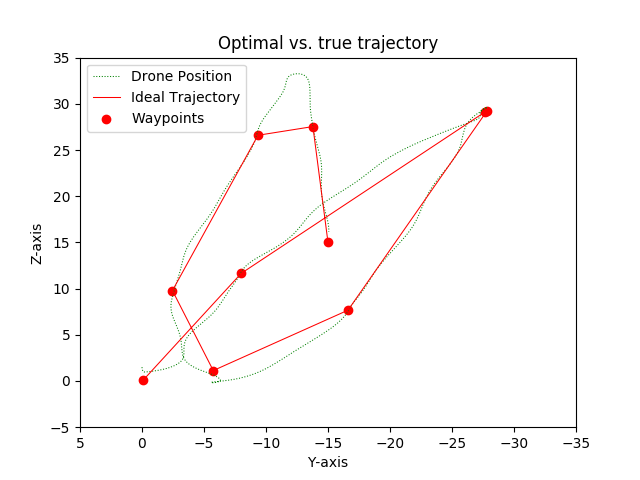 Optimal vs. true trajectory
Drone Position
Ideal Trajectory
Waypoints
35
30
25
20
15
10
5
0
−5
Z-axis
5 0 −5 −10 −15 −20 −25 −30 −35
Y-axis